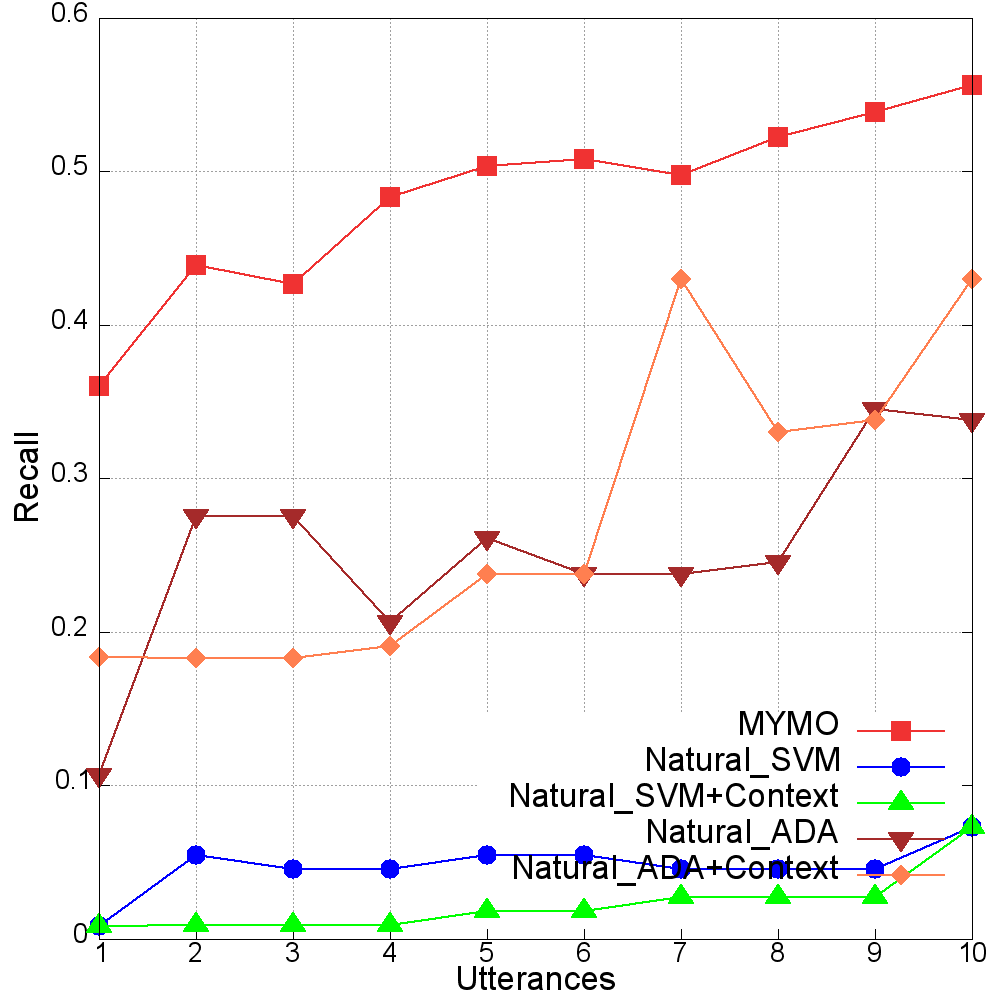 0.6
0.5
0.4
0.3
0.2
0.1
0
Recall
MYMO
Natural_SVM
Natural_SVM+Context
Natural_ADA
Natural_ADA+Context
1 2 3 4 5 6 7 8 9 10
Utterances